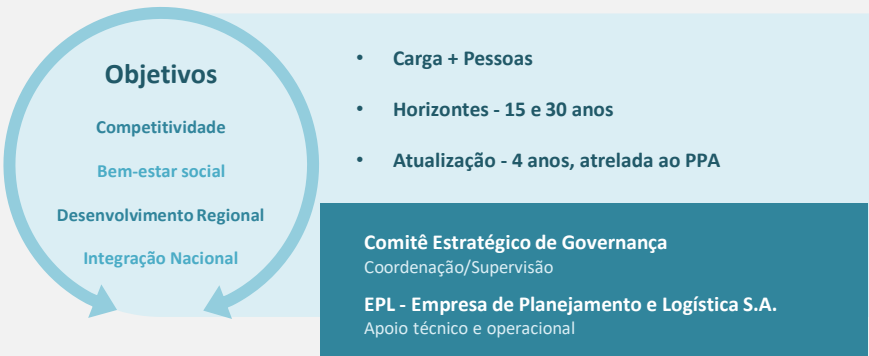 Objetivos
Competitividade
Bem-estar social
Desenvolvimento Regional
Integração Nacional
• Carga + Pessoas
• Horizontes - 15 e 30 anos
• Atualização - 4 anos, atrelada ao PPA
Comitê Estratégico de Governança
Coordenação/Supervisão
EPL - Empresa de Planejamento e Logística S.A.
Apoio técnico e operacional